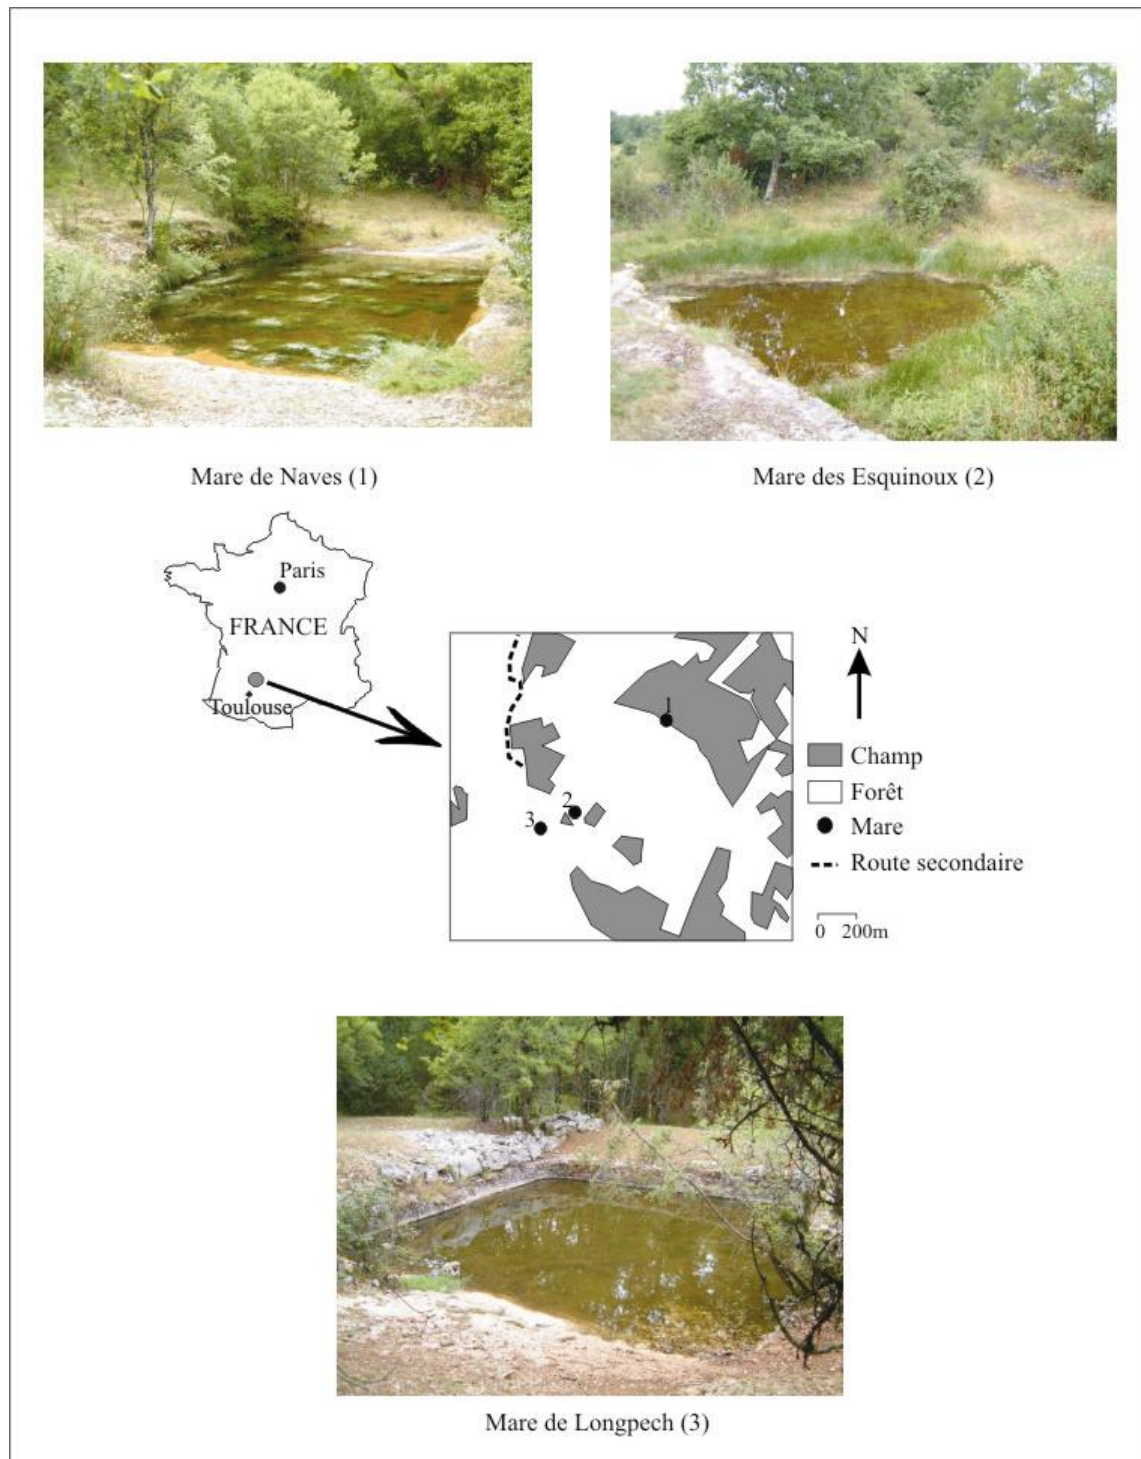 Mare de Naves (1)
Mare des Esquinoux (2)
Paris
FRANCE
Toulouse
N
1
2
3
Champ
Forêt
Mare
Route secondaire
0 200m
Mare de Longpech (3)